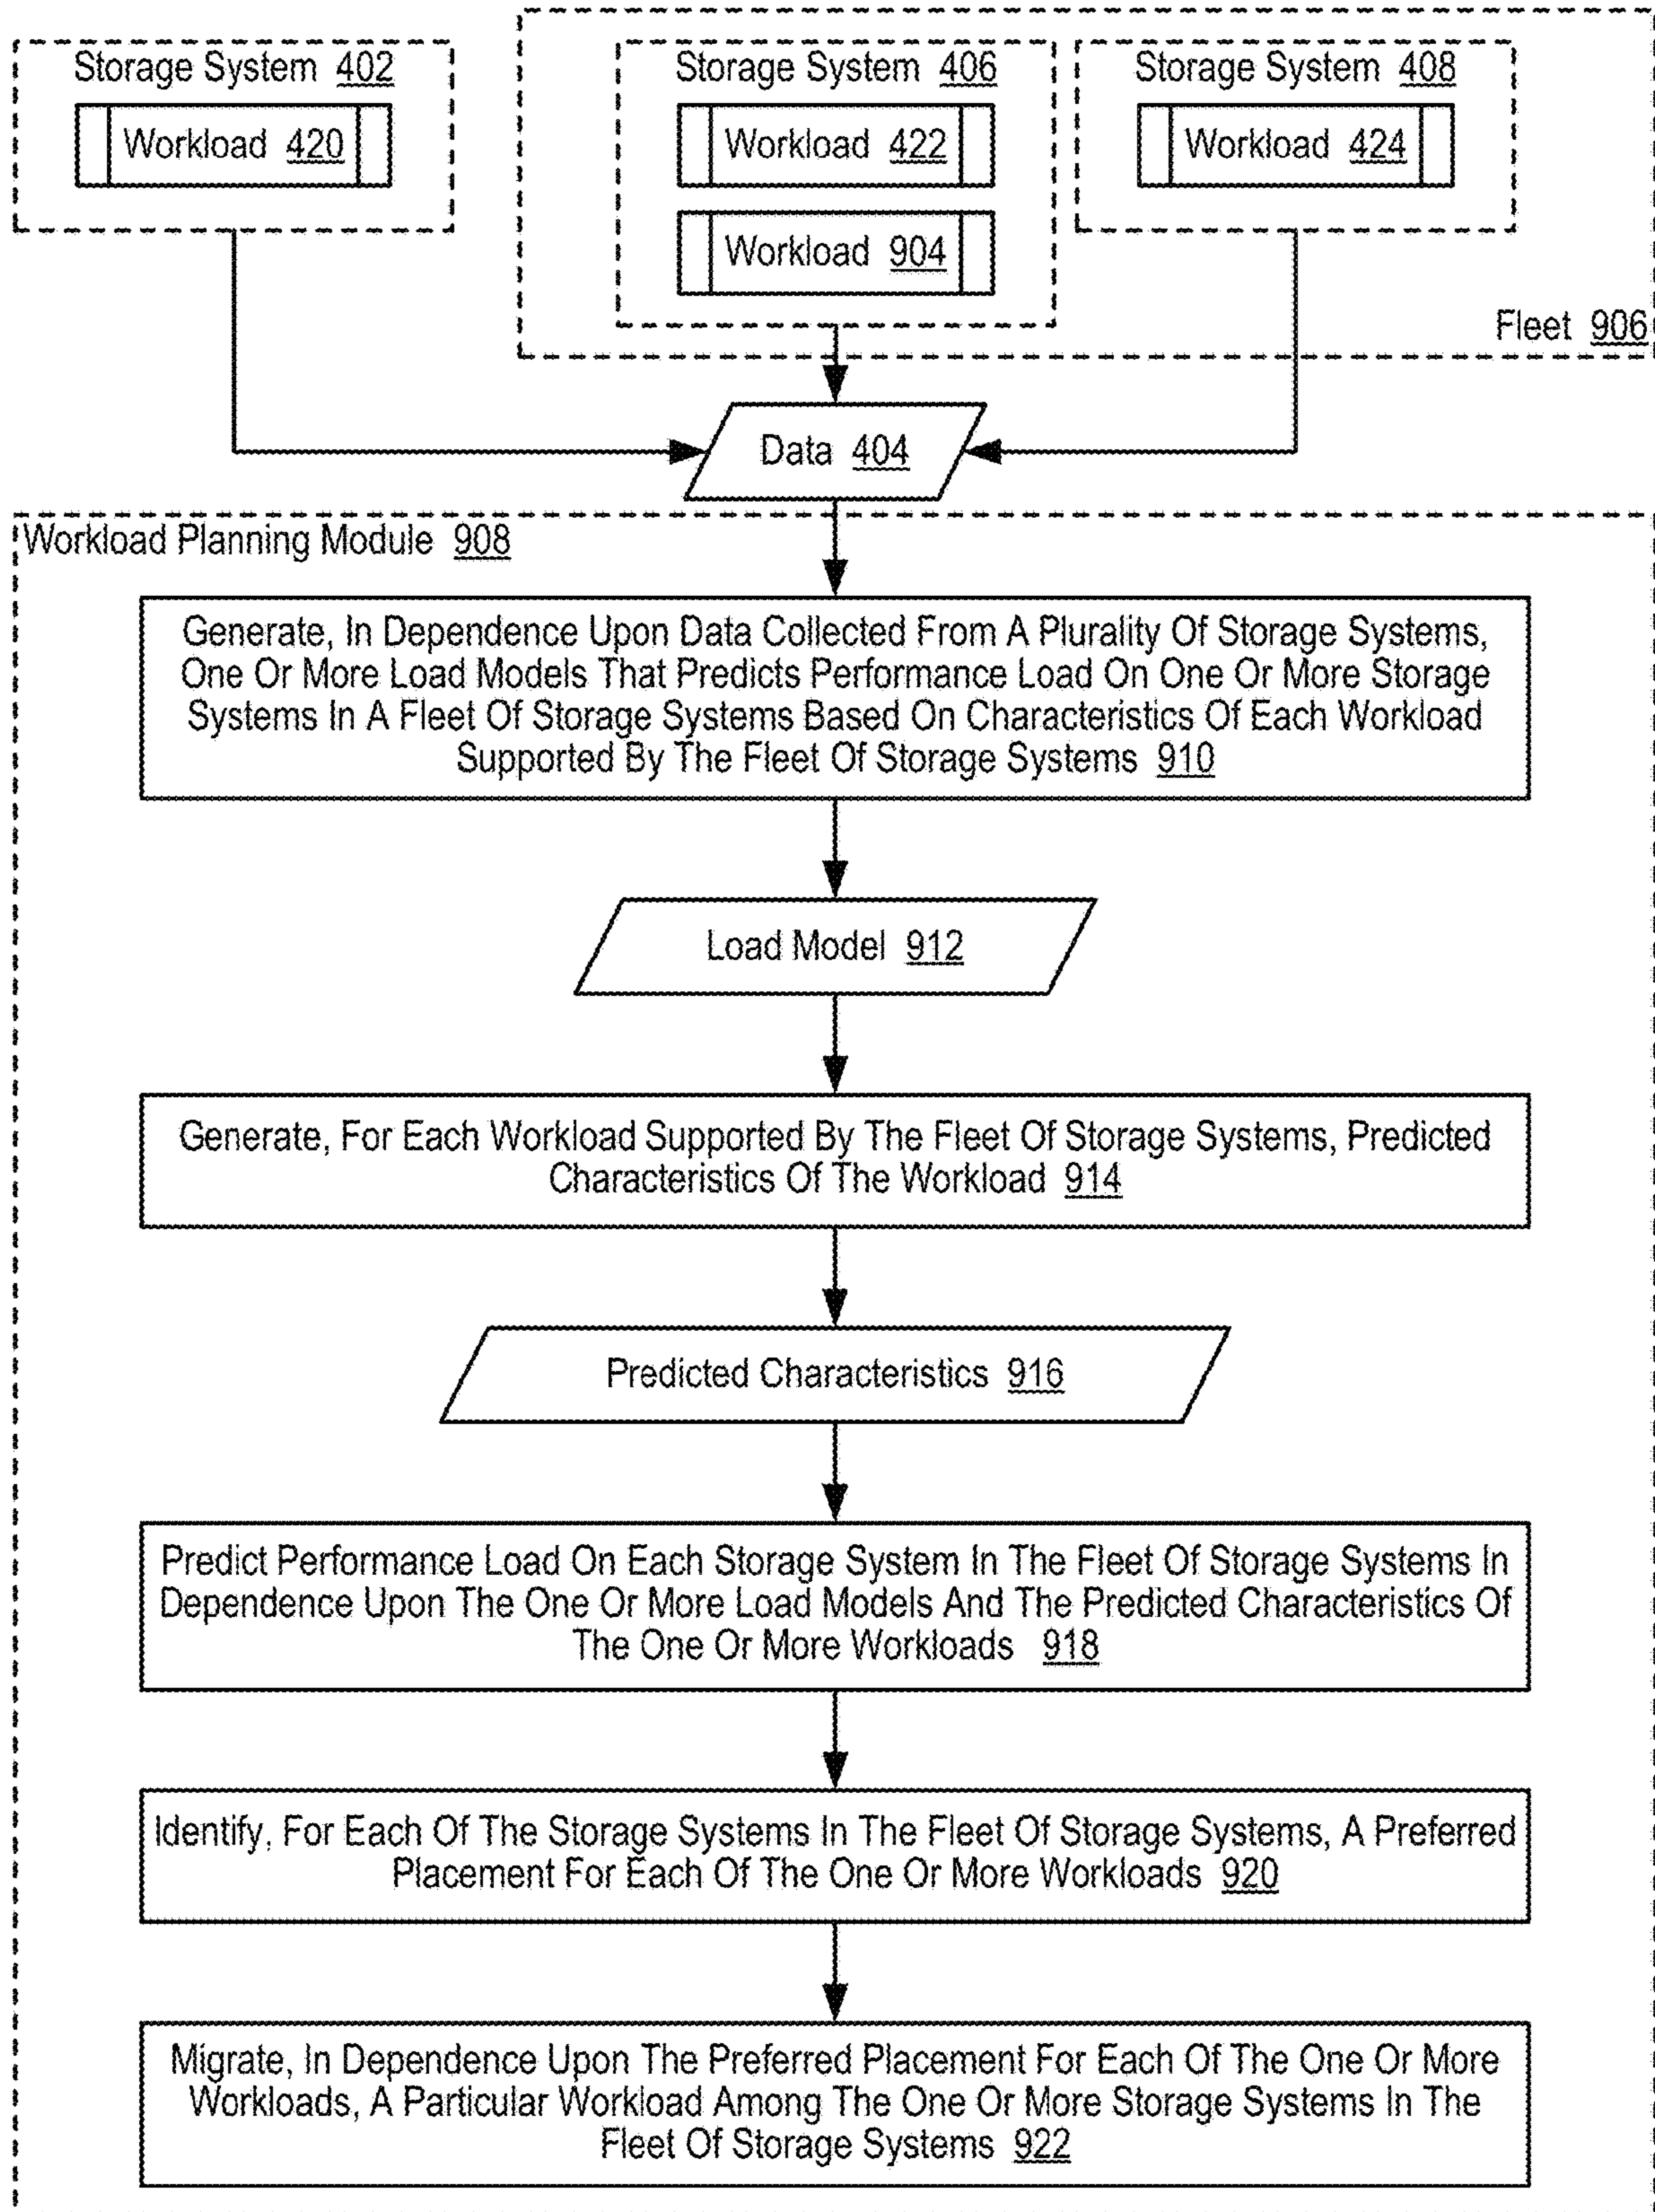 Storage System 402
Workload 420
Storage System 406
Workload 422
Workload 904
Storage System 408
Workload 424
Fleet 906
Data 404
Workload Planning Module 908
Generate, In Dependence Upon Data Collected From A Plurality Of Storage Systems,
One Or More Load Models That Predicts Performance Load On One Or More Storage
Systems In A Fleet Of Storage Systems Based On Characteristics Of Each Workload
Supported By The Fleet Of Storage Systems 910
Load Model 912
Generate, For Each Workload Supported By The Fleet Of Storage Systems, Predicted
Characteristics Of The Workload 914
Predicted Characteristics 916
Predict Performance Load On Each Storage System In The Fleet Of Storage Systems In
Dependence Upon The One Or More Load Models And The Predicted Characteristics Of
The One Or More Workloads 918
Identify, For Each Of The Storage Systems In The Fleet Of Storage Systems, A Preferred
Placement For Each Of The One Or More Workloads 920
Migrate, In Dependence Upon The Preferred Placement For Each Of The One Or More
Workloads, A Particular Workload Among The One Or More Storage Systems In The
Fleet Of Storage Systems 922